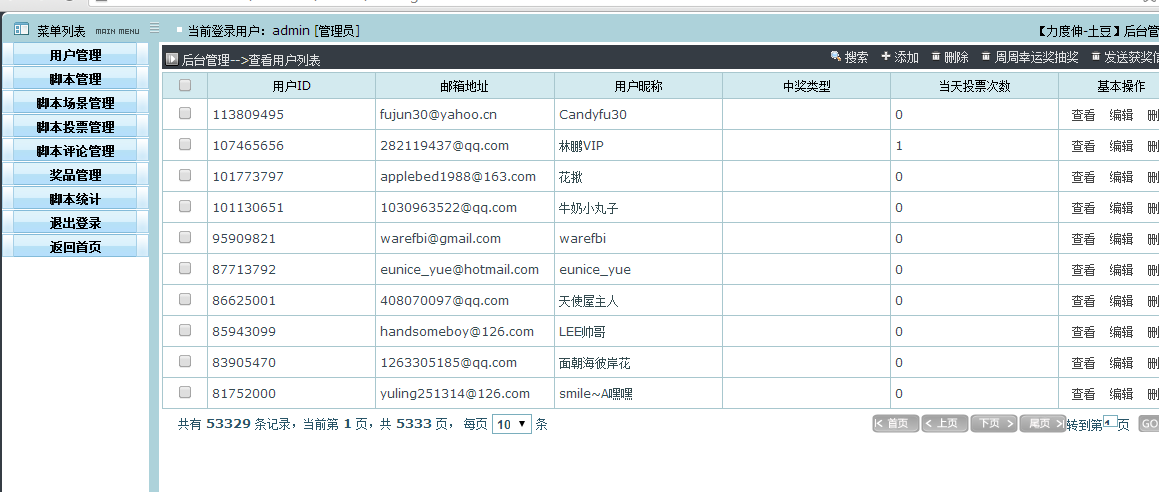 菜单列表 MAIN MENU 当前登录用户：admin [管理员] 【力度伸-土豆】后台管
用户管理
脚本管理
脚本场景管理
脚本投票管理
脚本评论管理
奖品管理
脚本统计
退出登录
返回首页
后台管理-->查看用户列表 搜索 添加 删除 周周幸运奖抽奖 发送获奖信
用户ID 邮箱地址 用户昵称 中奖类型 当天投票次数 基本操作
113809495 fujun30@yahoo.cn Candyfu30 0 查看 编辑 删
107465656 282119437@qq.com 林鹏VIP 1 查看 编辑 删
101773797 applebed1988@163.com 花揪 0 查看 编辑 删
101130651 1030963522@qq.com 牛奶小丸子 0 查看 编辑 删
95909821 warefbi@gmail.com warefbi 0 查看 编辑 删
87713792 eunice_yue@hotmail.com eunice_yue 0 查看 编辑 删
86625001 408070097@qq.com 天使屋主人 0 查看 编辑 删
85943099 handsomeboy@126.com LEE帅哥 0 查看 编辑 删
83905470 1263305185@qq.com 面朝海彼岸花 0 查看 编辑 删
81752000 yuling251314@126.com smile~A嘿嘿 0 查看 编辑 删
共有 53329 条记录，当前第 1 页，共 5333 页， 每页 10 条 首页 上页 下页 尾页 转到第 页 GO